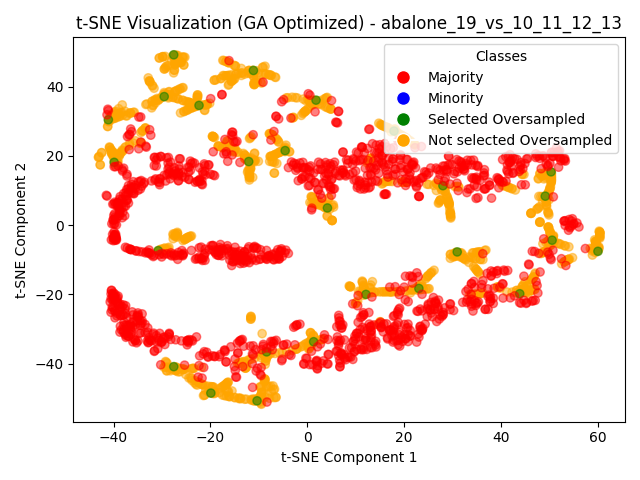 t-SNE Visualization (GA Optimized) - abalone_19_vs_10_11_12_13
Classes
Majority
Minority
Selected Oversampled
Not selected Oversampled
t-SNE Component 2
40
20
0
−20
−40
−40 −20 0 20 40 60
t-SNE Component 1